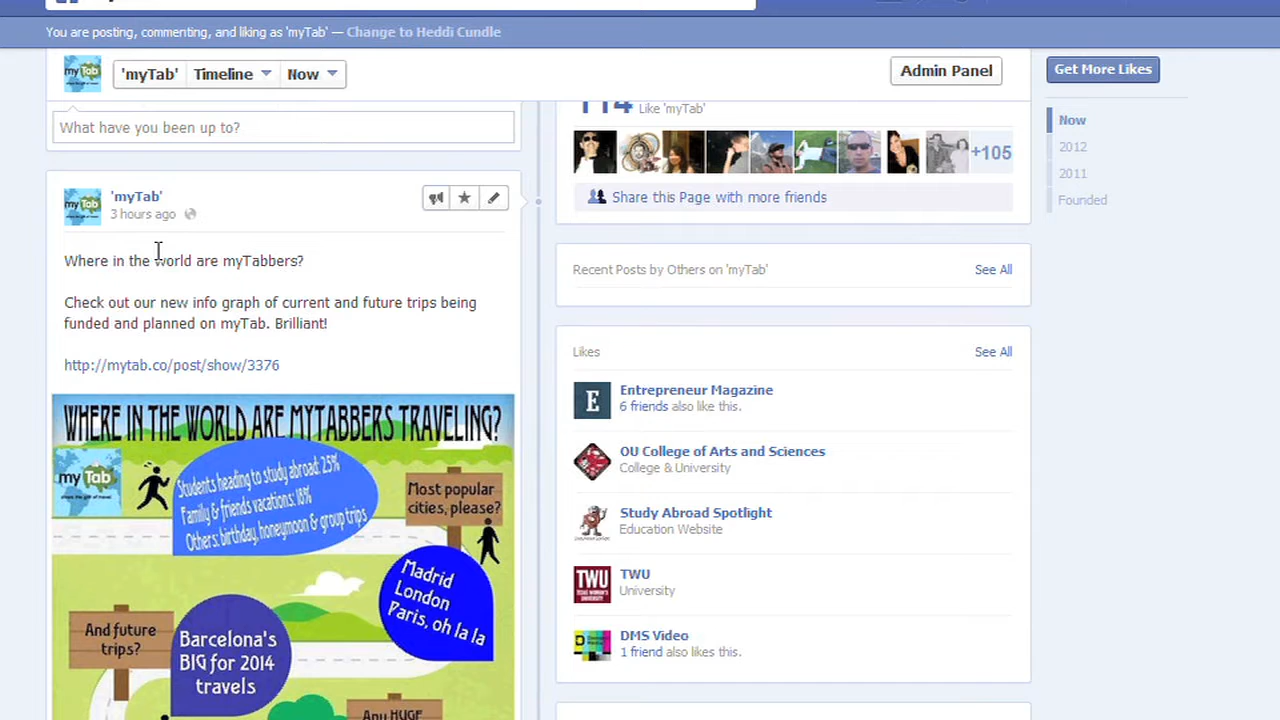 You are posting, commenting, and liking as 'myTab' — Change to Heddi Cundle
'myTab' Timeline Now
Admin Panel
Get More Likes
What have you been up to?
Like 'myTab'
+105
Share this Page with more friends
Now
2012
2011
Founded
'myTab'
3 hours ago
Where in the world are myTabbers?
Check out our new info graph of current and future trips being
funded and planned on myTab. Brilliant!
http://mytab.co/post/show/3376
WHERE IN THE WORLD ARE MYTABBERS TRAVELING?
my Tab
Students heading to study abroad: 25%
Family & friends vacations: 18%
Others: birthday, honeymoon & group trips
Most popular
cities, please?
Madrid
London
Paris, oh la la
And future
trips?
Barcelona's
BIG for 2014
travels
Any HUGE
Recent Posts by Others on 'myTab'
See All
Likes
See All
Entrepreneur Magazine
6 friends also like this.
OU College of Arts and Sciences
College & University
Study Abroad Spotlight
Education Website
TWU
TWU
University
DMS Video
1 friend also likes this.